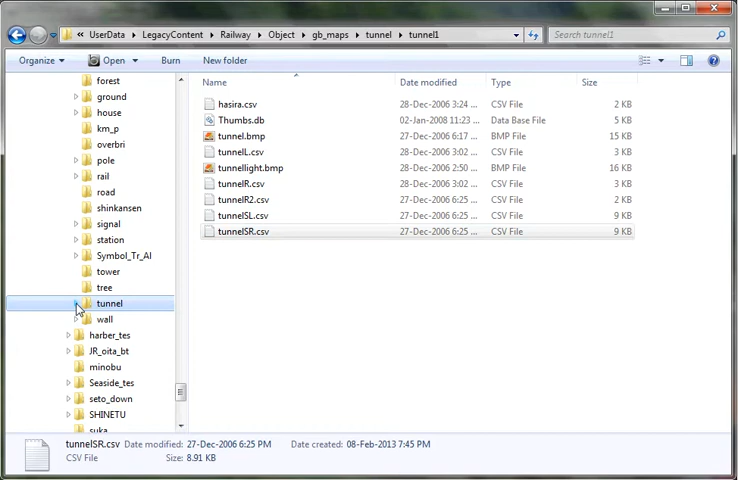 UserData LegacyContent Railway Object gb_maps tunnel tunnel1 Search tunnel1
Organize Open Burn New folder
forest
ground
house
km_p
overbri
pole
rail
road
shinkansen
signal
station
Symbol_Tr_Al
tower
tree
tunnel
wall
harber_tes
JR_oita_bt
minobu
Seaside_tes
seto_down
SHINETU
suka
Name Date modified Type Size
hasira.csv 28-Dec-2006 3:24 ... CSV File 2 KB
Thumbs.db 02-Jan-2008 11:23 ... Data Base File 5 KB
tunnel.bmp 27-Dec-2006 6:17 ... BMP File 15 KB
tunnelL.csv 28-Dec-2006 3:02 ... CSV File 3 KB
tunnellight.bmp 28-Dec-2006 2:50 ... BMP File 16 KB
tunnelR.csv 28-Dec-2006 3:02 ... CSV File 3 KB
tunnelR2.csv 27-Dec-2006 6:25 ... CSV File 2 KB
tunnelSL.csv 27-Dec-2006 6:25 ... CSV File 9 KB
tunnelSR.csv 27-Dec-2006 6:25 ... CSV File 9 KB
tunnelSR.csv Date modified: 27-Dec-2006 6:25 PM Date created: 08-Feb-2013 7:45 PM
CSV File Size: 8.91 KB